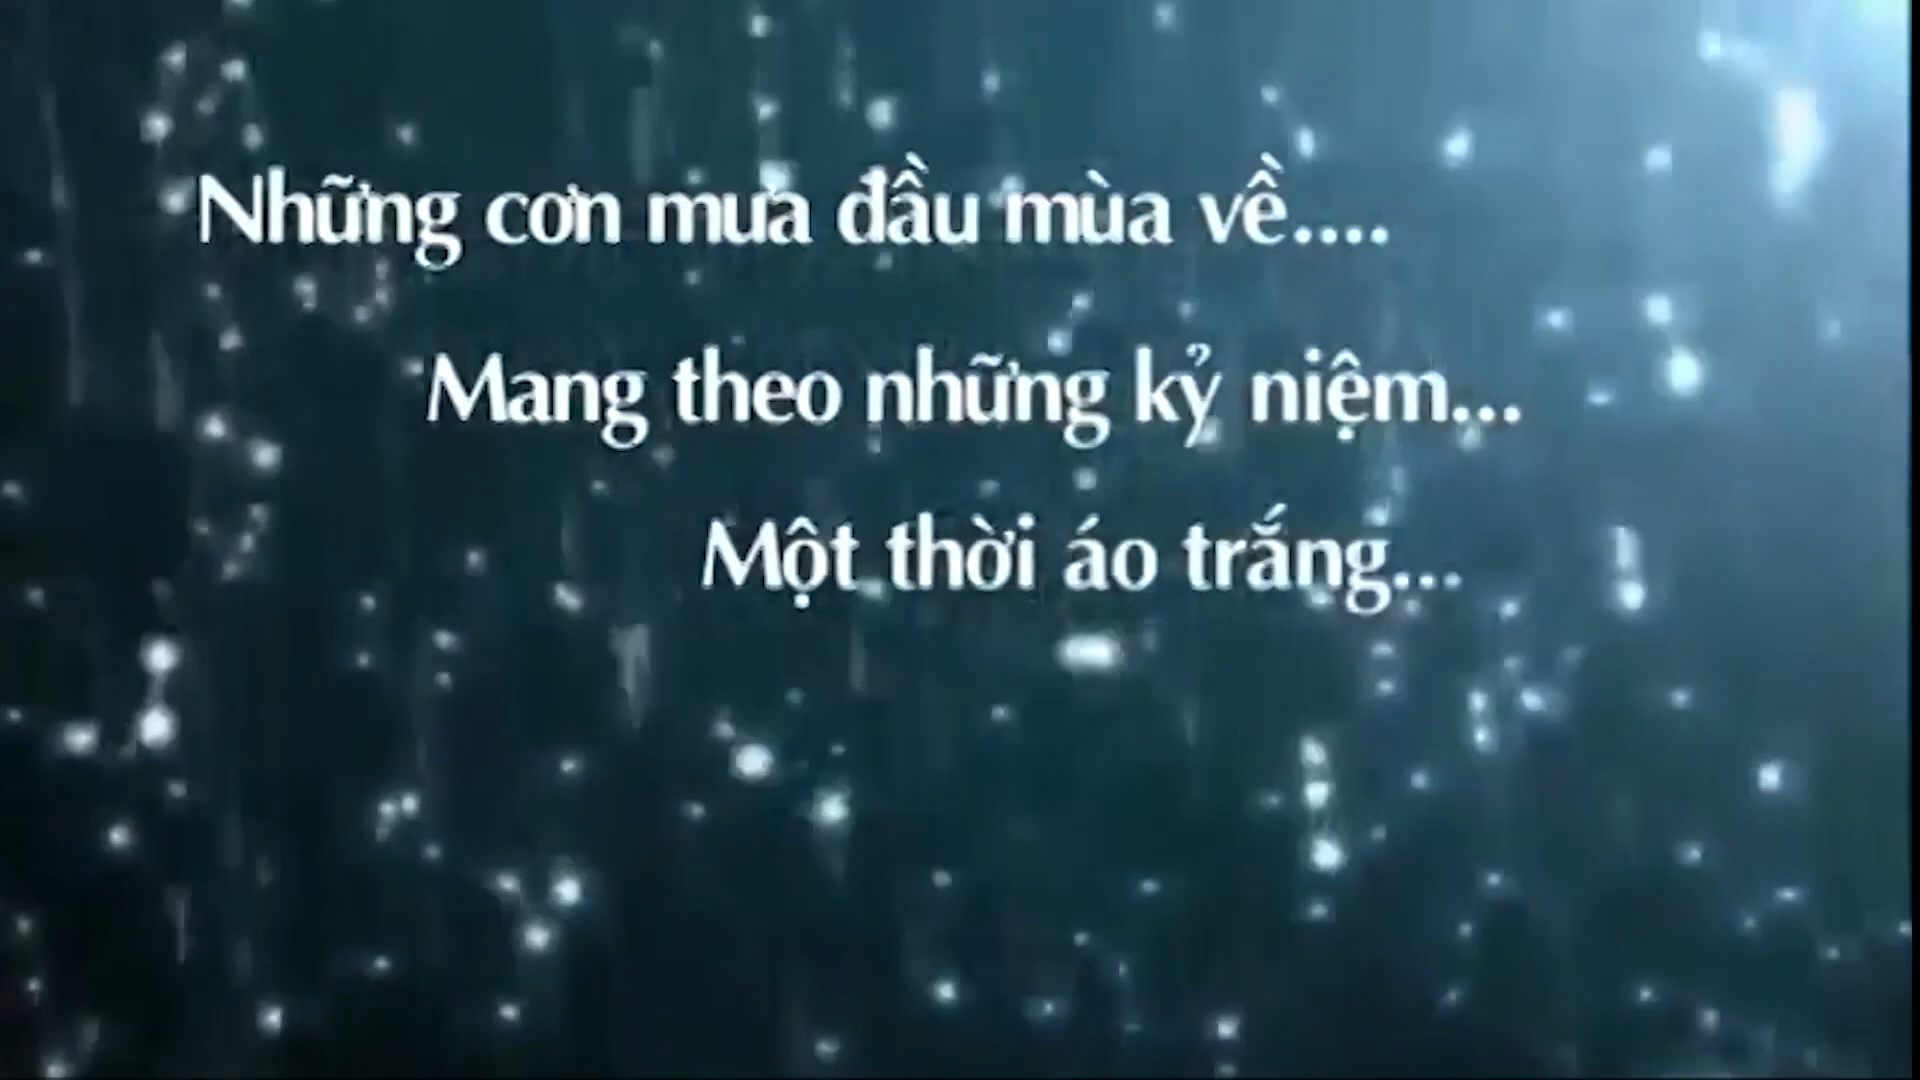 Những cơn mưa đầu mùa về....
Mang theo những kỷ niệm...
Một thời áo trắng...